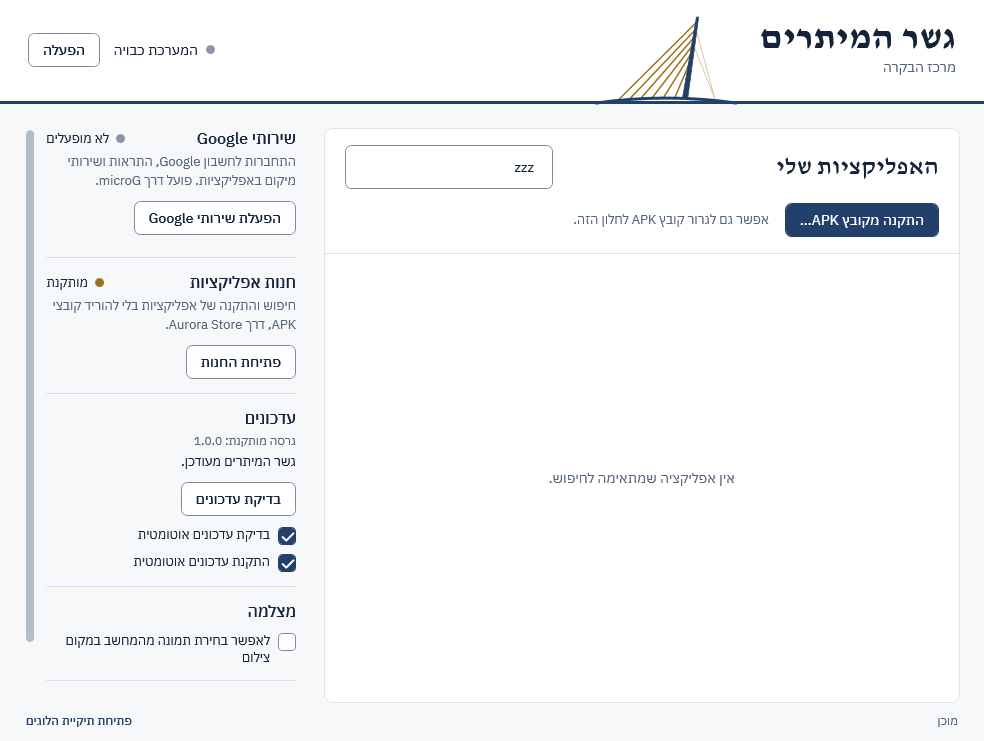 גשר המיתרים
מרכז הבקרה
המערכת כבויה
הפעלה
האפליקציות שלי
zzz
התקנה מקובץ APK...
אפשר גם לגרור קובץ APK לחלון הזה.
אין אפליקציה שמתאימה לחיפוש.
שירותי Google
לא מופעלים
התחברות לחשבון Google, התראות ושירותי
מיקום באפליקציות. פועל דרך microG.
הפעלת שירותי Google
חנות אפליקציות
מותקנת
חיפוש והתקנה של אפליקציות בלי להוריד קובצי
APK, דרך Aurora Store.
פתיחת החנות
עדכונים
גרסה מותקנת: 1.0.0
גשר המיתרים מעודכן.
בדיקת עדכונים
בדיקת עדכונים אוטומטית
התקנת עדכונים אוטומטית
מצלמה
לאפשר בחירת תמונה מהמחשב במקום
צילום
מוכן
פתיחת תיקיית הלוגים